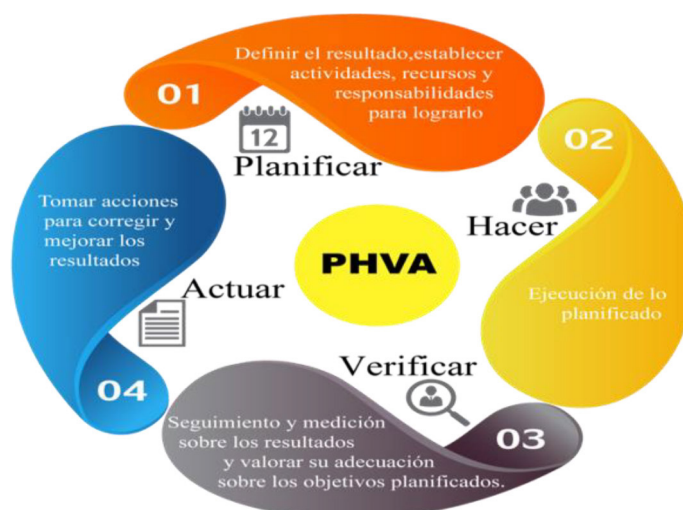 01
Definir el resultado,establecer
actividades, recursos y
responsabilidades
para lograrlo
12
Planificar
02
Hacer
Ejecución de lo
planificado
PHVA
Verificar
03
Seguimiento y medición
sobre los resultados
y valorar su adecuación
sobre los objetivos planificados.
Actuar
04
Tomar acciones
para corregir y
mejorar los
resultados